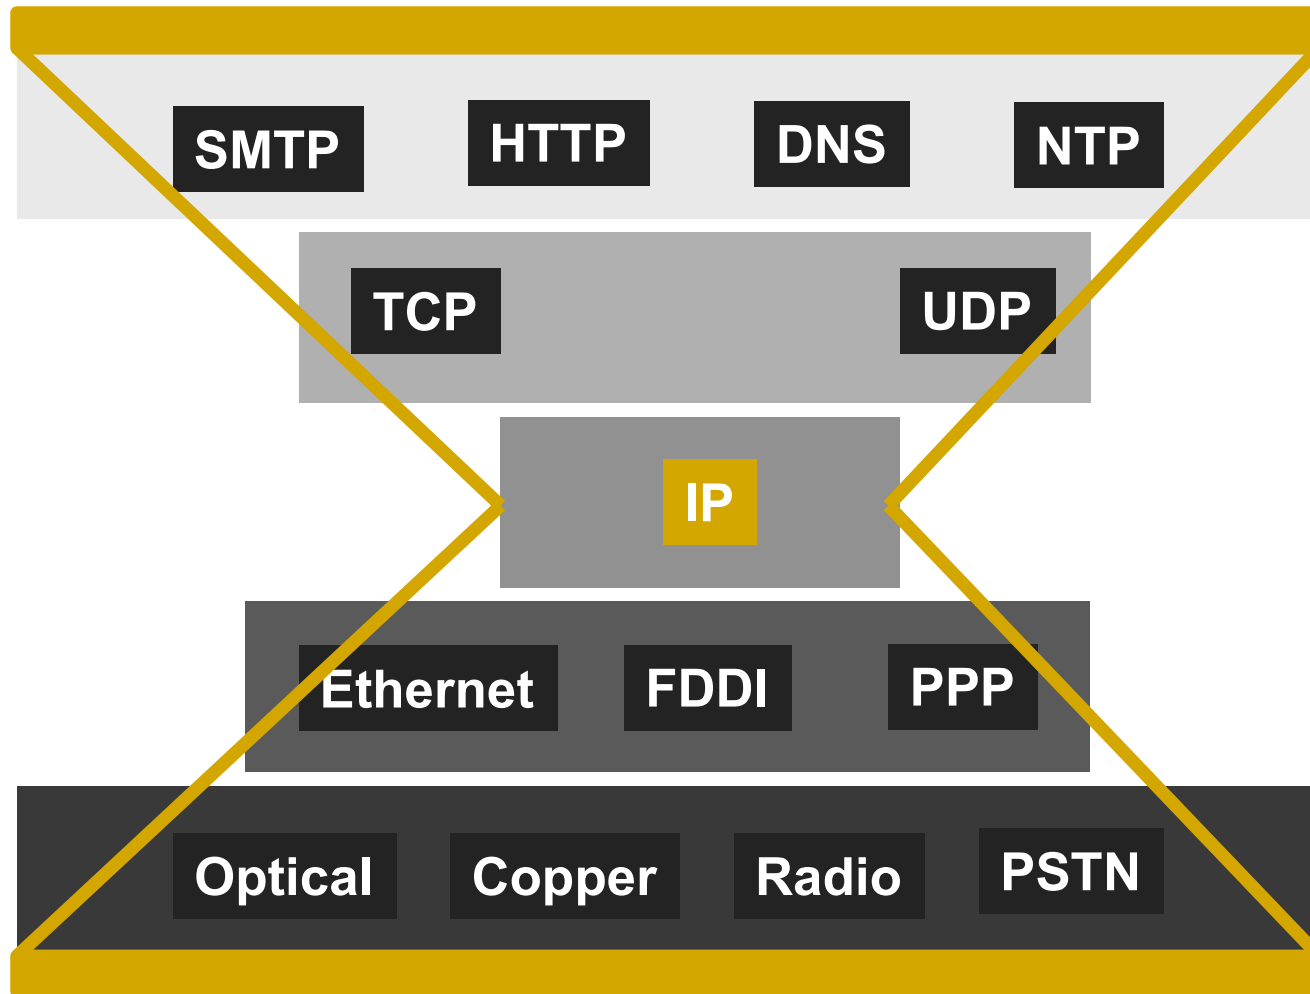 SMTP HTTP DNS NTP
TCP UDP
IP
Ethernet FDDI PPP
Optical Copper Radio PSTN